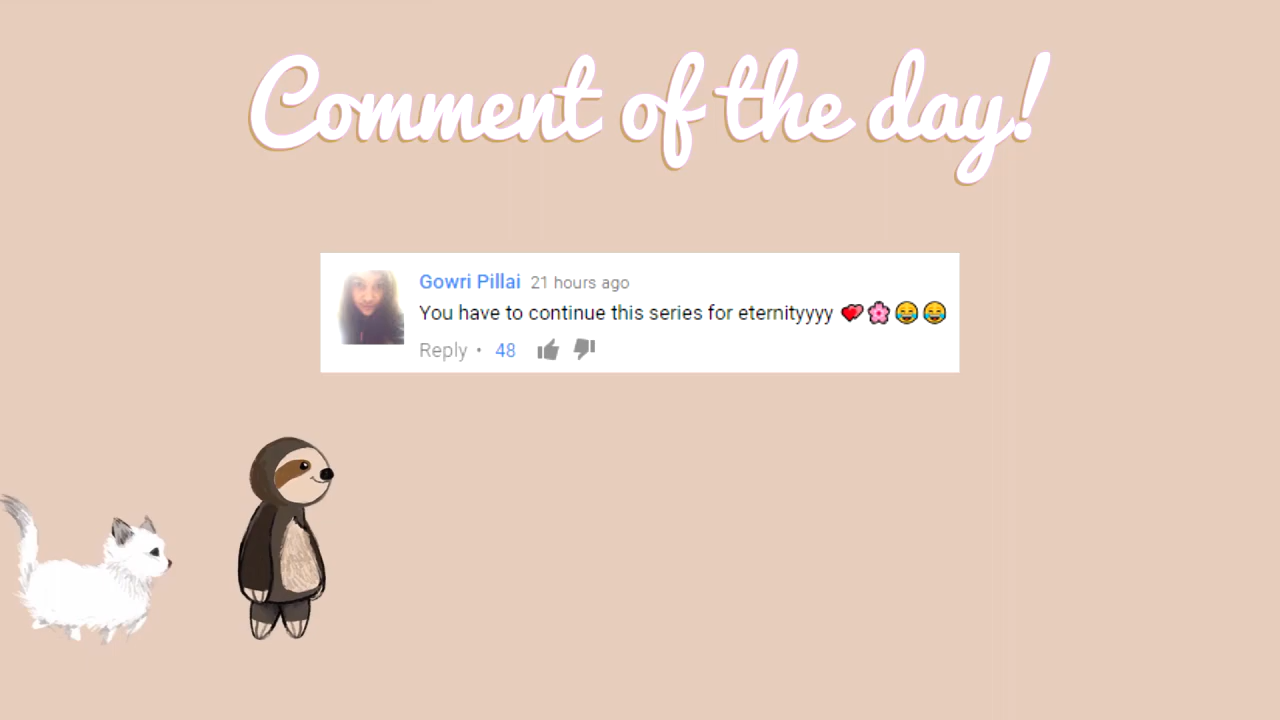 Comment of the day!
Gowri Pillai 21 hours ago
You have to continue this series for eternityyyy 💕🌸😂😂
Reply • 48